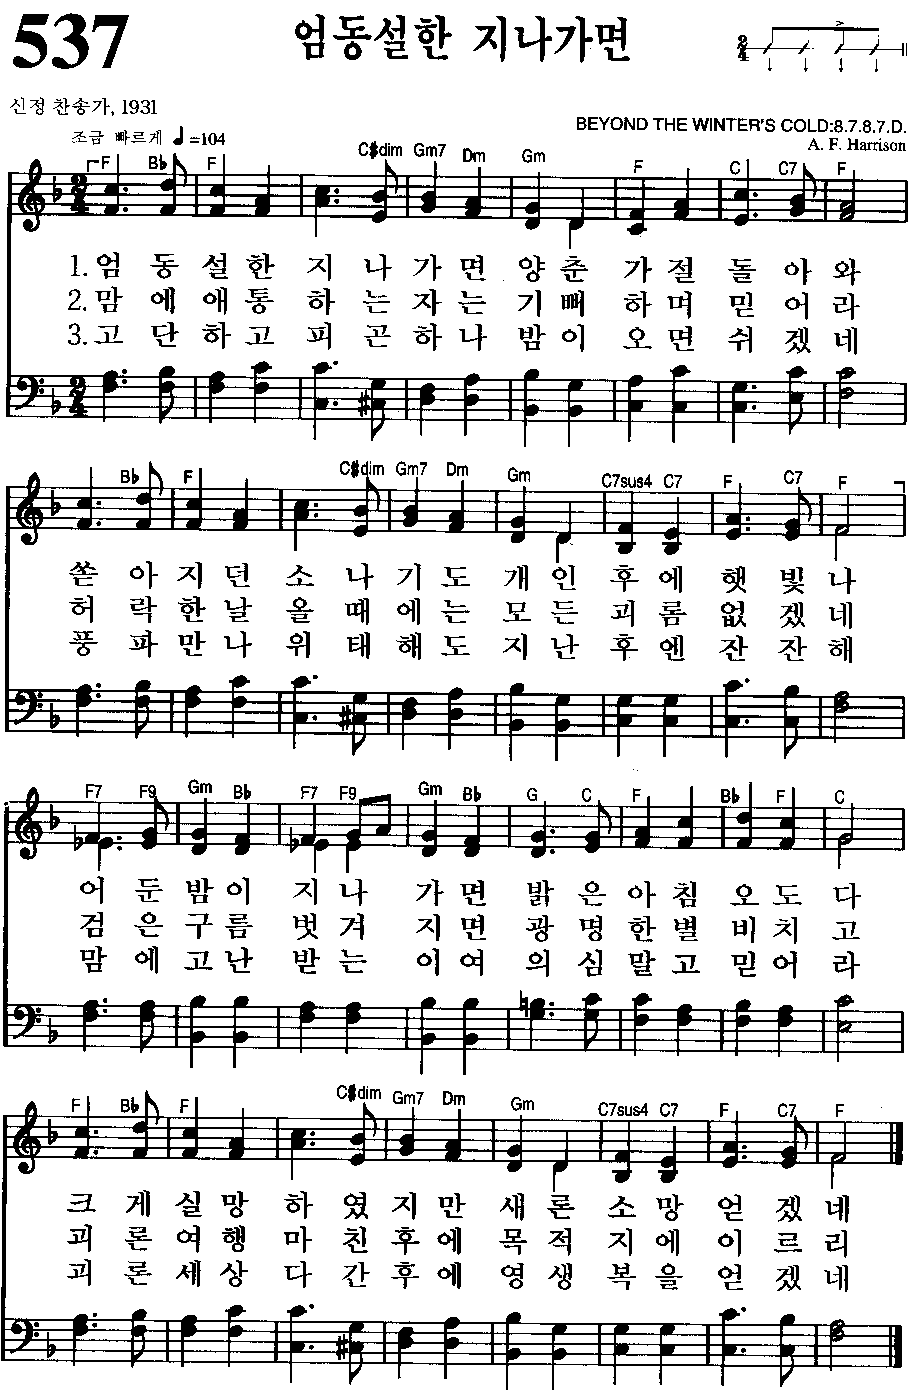 537
엄동설한 지나가면
2/4
신정 찬송가, 1931
조금 빠르게 ♩=104
BEYOND THE WINTER'S COLD:8.7.8.7.D.
A. F. Harrison
F B♭ F C♯dim Gm7 Dm Gm F C C7 F
1.엄 동 설 한 지 나 가 면 양 춘 가 절 돌 아 와
2.맘 에 애 통 하 는 자 는 기 뻐 하 며 믿 어 라
3.고 단 하 고 피 곤 하 나 밤 이 오 면 쉬 겠 네
B♭ F C♯dim Gm7 Dm Gm C7sus4 C7 F C7 F
쏟 아 지 던 소 나 기 도 개 인 후 에 햇 빛 나
허 락 한 날 올 때 에 는 모 든 괴 롬 없 겠 네
풍 파 만 나 위 태 해 도 지 난 후 엔 잔 잔 해
F7 F9 Gm B♭ F7 F9 Gm B♭ G C F B♭ F C
어 둔 밤 이 지 나 가 면 밝 은 아 침 오 도 다
검 은 구 름 벗 겨 지 면 광 명 한 별 비 치 고
맘 에 고 난 받 는 이 여 의 심 말 고 믿 어 라
F B♭ F C♯dim Gm7 Dm Gm C7sus4 C7 F C7 F
크 게 실 망 하 였 지 만 새 론 소 망 얻 겠 네
괴 론 여 행 마 친 후 에 목 적 지 에 이 르 리
괴 론 세 상 다 간 후 에 영 생 복 을 얻 겠 네